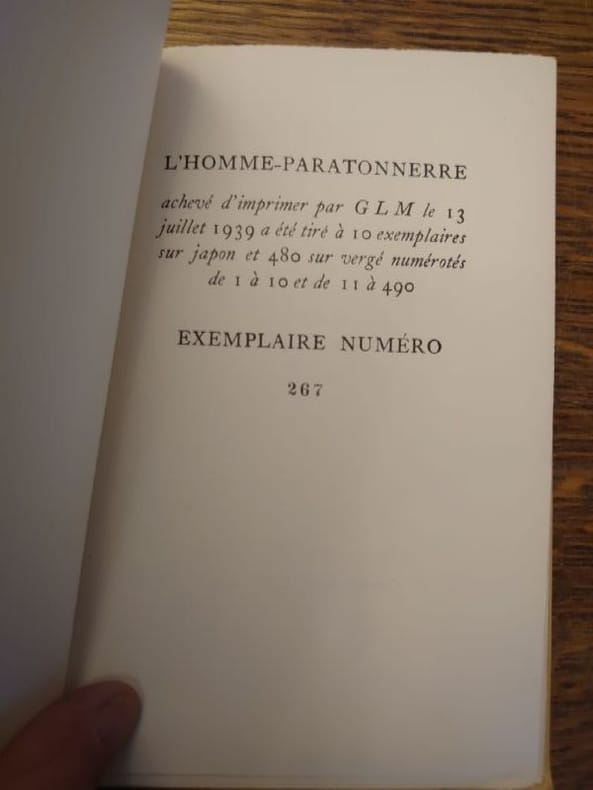 L'HOMME-PARATONNERRE
achevé d'imprimer par G L M le 13
juillet 1939 a été tiré à 10 exemplaires
sur japon et 480 sur vergé numérotés
de 1 à 10 et de 11 à 490
EXEMPLAIRE NUMÉRO
267